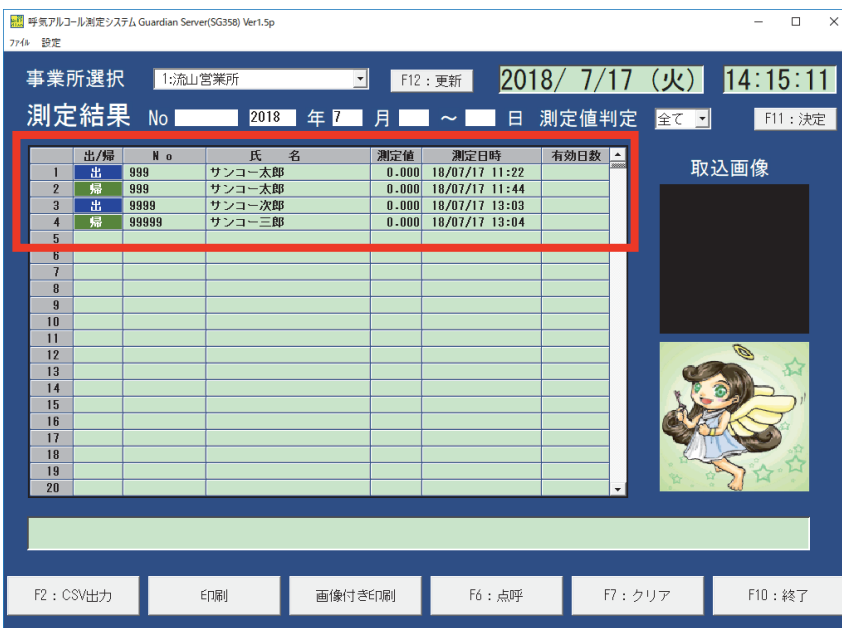 呼気アルコール測定システム Guardian Server(SG358) Ver1.5p
ファイル 設定
事業所選択 1:流山営業所 F12：更新 2018/ 7/17 (火) 14:15:11
測定結果 No 2018 年 7 月 ～ 日 測定値判定 全て F11：決定
出/帰 No 氏 名 測定値 測定日時 有効日数
1 出 999 サンコー太郎 0.000 18/07/17 11:22
2 帰 999 サンコー太郎 0.000 18/07/17 11:44
3 出 9999 サンコー次郎 0.000 18/07/17 13:03
4 帰 99999 サンコー三郎 0.000 18/07/17 13:04
5
6
7
8
9
10
11
12
13
14
15
16
17
18
19
20
取込画像
F2：CSV出力 印刷 画像付き印刷 F6：点呼 F7：クリア F10：終了